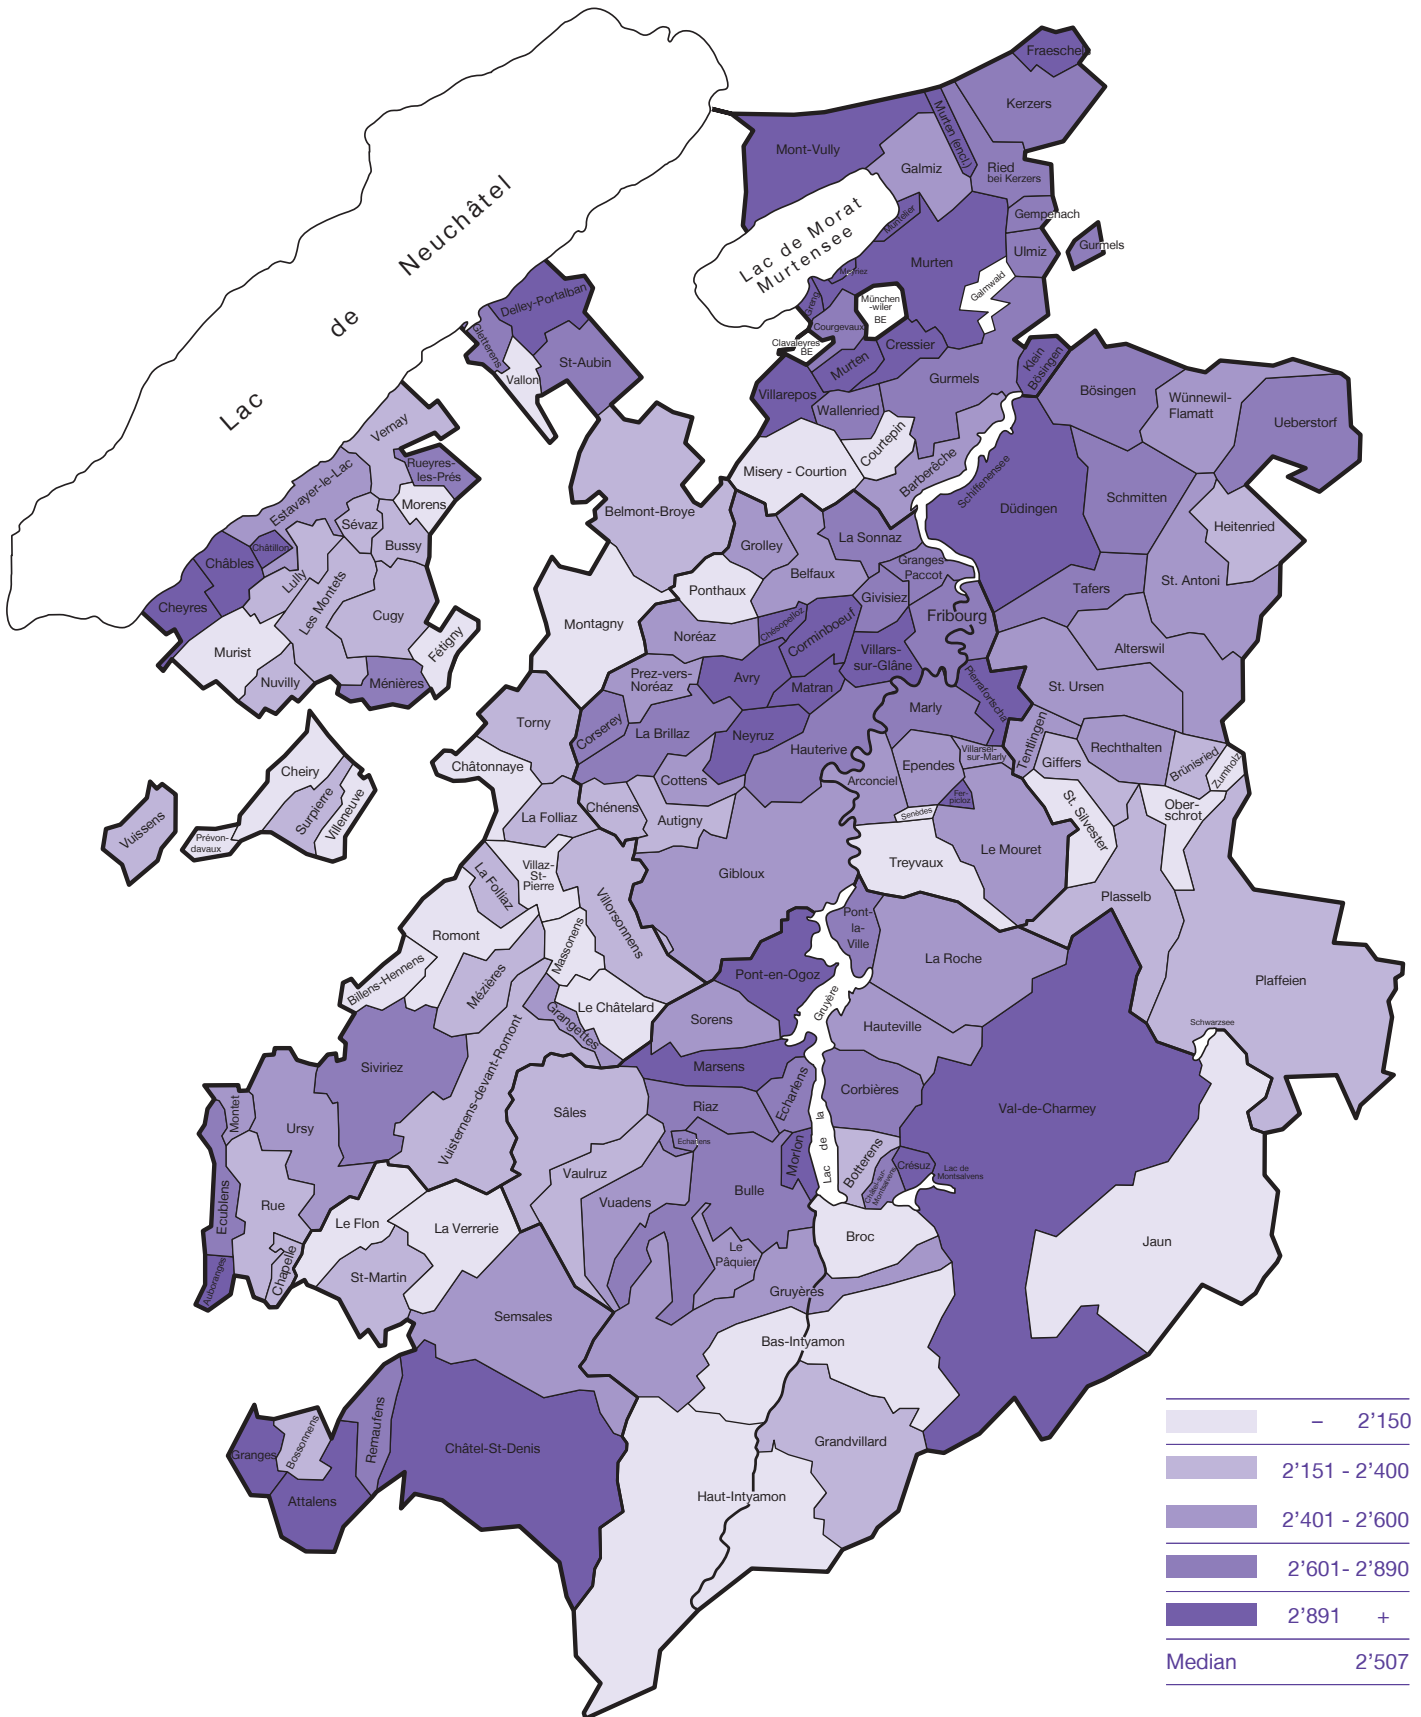 Fraeschels
Kerzers
Murten (encl.)
Mont-Vully
Galmiz
Ried
bei Kerzers
Lac de Neuchâtel
Lac de Morat
Murtensee
Muntelier
Gempenach
Gurmels
Ulmiz
Murten
Meyriez
Galmwald
Greng
München
-wiler
BE
Courgevaux
Clavaleyres
BE
Cressier
Murten
Klein
Bösingen
Delley-Portalban
Gletterens
St-Aubin
Vallon
Villarepos
Wallenried
Gurmels
Bösingen
Wünnewil-
Flamatt
Ueberstorf
Vernay
Rueyres-
les-Prés
Morens
Estavayer-le-Lac
Sévaz
Bussy
Châtillon
Châbles
Lully
Les Montets
Cugy
Cheyres
Murist
Nuvilly
Ménières
Fétigny
Belmont-Broye
Misery - Courtion
Courtepin
Barberêche
Schiffenensee
Düdingen
Schmitten
Heitenried
St. Antoni
Tafers
Alterswil
St. Ursen
Grolley
La Sonnaz
Belfaux
Granges
Paccot
Givisiez
Fribourg
Ponthaux
Montagny
Noréaz
Chésopelloz
Corminboeuf
Villars-
sur-Glâne
Prez-vers-
Noréaz
Avry
Matran
Pierrafortscha
Marly
Torny
Corserey
La Brillaz
Neyruz
Hauterive
Villarsel-
sur-Marly
Tentlingen
Giffers
Rechthalten
Brünisried
Zumholz
Châtonnaye
Cottens
Arconciel
Ependes
Fer-
picloz
Senèdes
St. Silvester
Ober-
schrot
Cheiry
Surpierre
Villeneuve
Prévon-
davaux
Vuissens
La Folliaz
Chénens
Autigny
Treyvaux
Le Mouret
Plasselb
Gibloux
Villaz-
St-
Pierre
La Folliaz
Villorsonnens
Romont
Massonens
Billens-Hennens
Mézières
Le Châtelard
Grangettes
Pont-
la-
Ville
La Roche
Pont-en-Ogoz
Plaffeien
Schwarzsee
Sorens
Hauteville
Lac de la Gruyère
Siviriez
Vuisternens-devant-Romont
Marsens
Echarlens
Corbières
Val-de-Charmey
Montet
Ursy
Sâles
Riaz
Echarlens
Morlon
Botterens
Châtel-sur-
Montsalvens
Crésuz
Lac de
Montsalvens
Vaulruz
Vuadens
Bulle
Ecublens
Rue
Le Flon
La Verrerie
Le
Pâquier
Broc
Jaun
Auboranges
Chapelle
St-Martin
Gruyères
Semsales
Bas-Intyamon
Granges
Bossonnens
Remaufens
Attalens
Châtel-St-Denis
Grandvillard
Haut-Intyamon
– 2’150
2’151 - 2’400
2’401 - 2’600
2’601- 2’890
2’891 +
Median 2’507